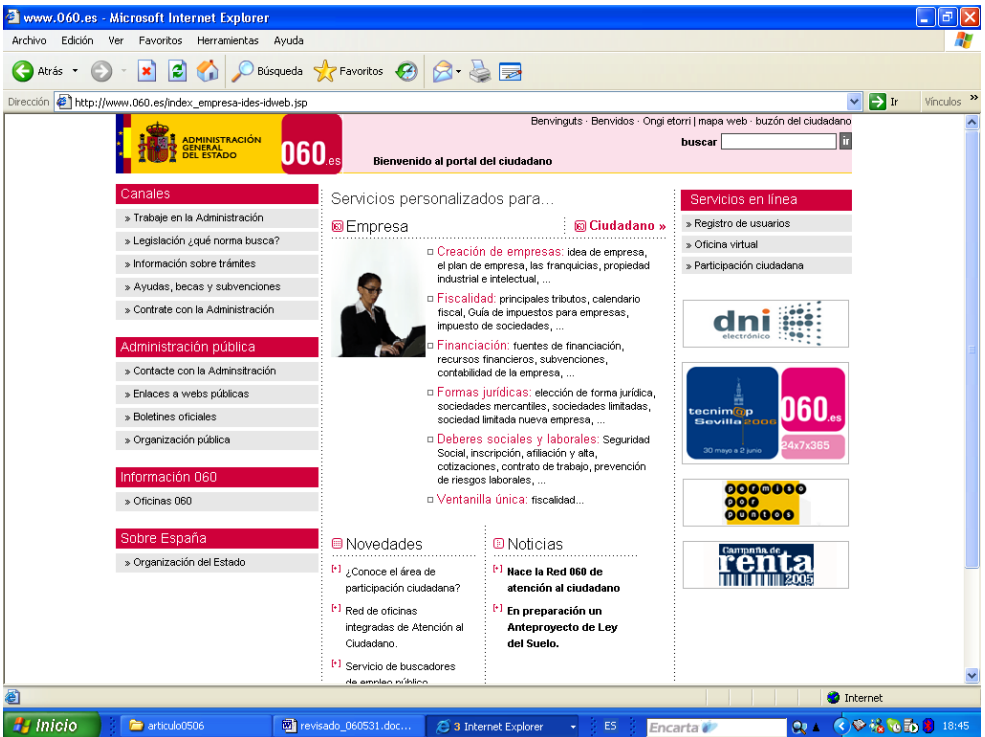 www.060.es - Microsoft Internet Explorer
Archivo Edición Ver Favoritos Herramientas Ayuda
Atrás Búsqueda Favoritos
Dirección http://www.060.es/index_empresa-ides-idweb.jsp Ir Vínculos »
Benvinguts · Benvidos · Ongi etorri | mapa web · buzón del ciudadano
ADMINISTRACIÓN
GENERAL
DEL ESTADO
060.es
Bienvenido al portal del ciudadano
buscar ir
Canales
» Trabaje en la Administración
» Legislación ¿qué norma busca?
» Información sobre trámites
» Ayudas, becas y subvenciones
» Contrate con la Administración
Administración pública
» Contacte con la Adminsitración
» Enlaces a webs públicas
» Boletines oficiales
» Organización pública
Información 060
» Oficinas 060
Sobre España
» Organización del Estado
Servicios personalizados para...
Empresa
Ciudadano »
Creación de empresas: idea de empresa,
el plan de empresa, las franquicias, propiedad
industrial e intelectual, ...
Fiscalidad: principales tributos, calendario
fiscal, Guía de impuestos para empresas,
impuesto de sociedades, ...
Financiación: fuentes de financiación,
recursos financieros, subvenciones,
contabilidad de la empresa, ...
Formas jurídicas: elección de forma jurídica,
sociedades mercantiles, sociedades limitadas,
sociedad limitada nueva empresa, ...
Deberes sociales y laborales: Seguridad
Social, inscripción, afiliación y alta,
cotizaciones, contrato de trabajo, prevención
de riesgos laborales, ...
Ventanilla única: fiscalidad...
Novedades
[+] ¿Conoce el área de
participación ciudadana?
[+] Red de oficinas
integradas de Atención al
Ciudadano.
[+] Servicio de buscadores
de empleo público
Noticias
[+] Nace la Red 060 de
atención al ciudadano
[+] En preparación un
Anteproyecto de Ley
del Suelo.
Servicios en línea
» Registro de usuarios
» Oficina virtual
» Participación ciudadana
dni
electrónico
tecnim@p
Sevilla 2006
30 mayo a 2 junio
060.es
24x7x365
permiso
por
puntos
Campaña de
renta
2005
Internet
Inicio articulo0506 revisado_060531.doc... 3 Internet Explorer ES Encarta 18:45